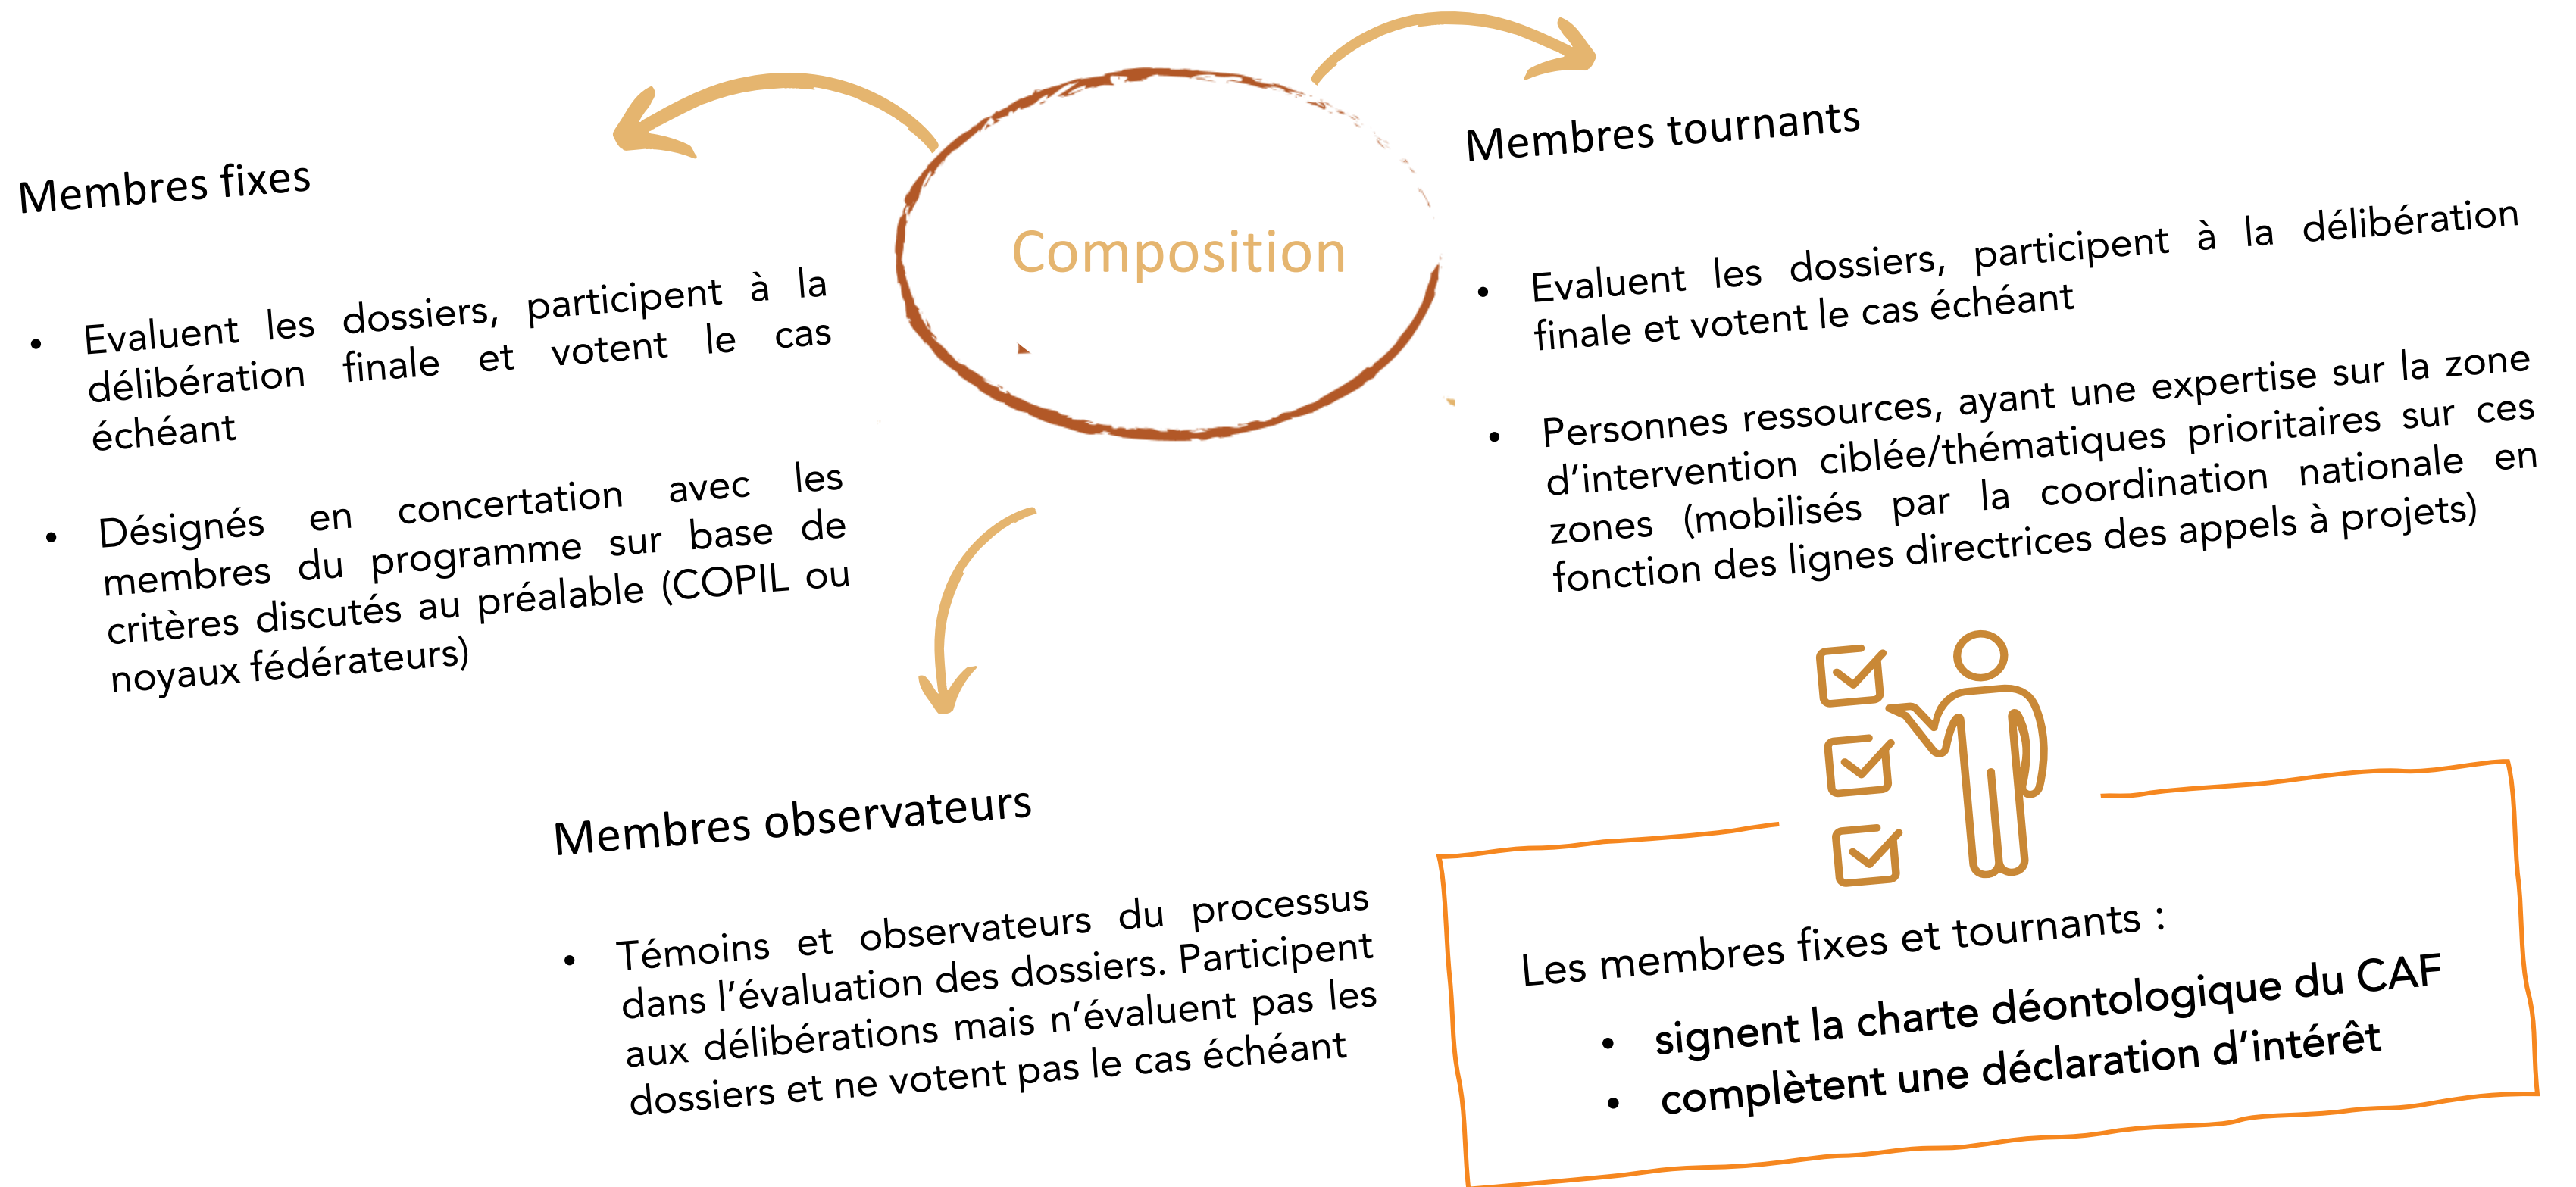 Composition
Membres fixes
• Evaluent les dossiers, participent à la
délibération finale et votent le cas
échéant
• Désignés en concertation avec les
membres du programme sur base de
critères discutés au préalable (COPIL ou
noyaux fédérateurs)
Membres tournants
• Evaluent les dossiers, participent à la délibération
finale et votent le cas échéant
• Personnes ressources, ayant une expertise sur la zone
d’intervention ciblée/thématiques prioritaires sur ces
zones (mobilisés par la coordination nationale en
fonction des lignes directrices des appels à projets)
Membres observateurs
• Témoins et observateurs du processus
dans l’évaluation des dossiers. Participent
aux délibérations mais n’évaluent pas les
dossiers et ne votent pas le cas échéant
Les membres fixes et tournants :
• signent la charte déontologique du CAF
• complètent une déclaration d’intérêt